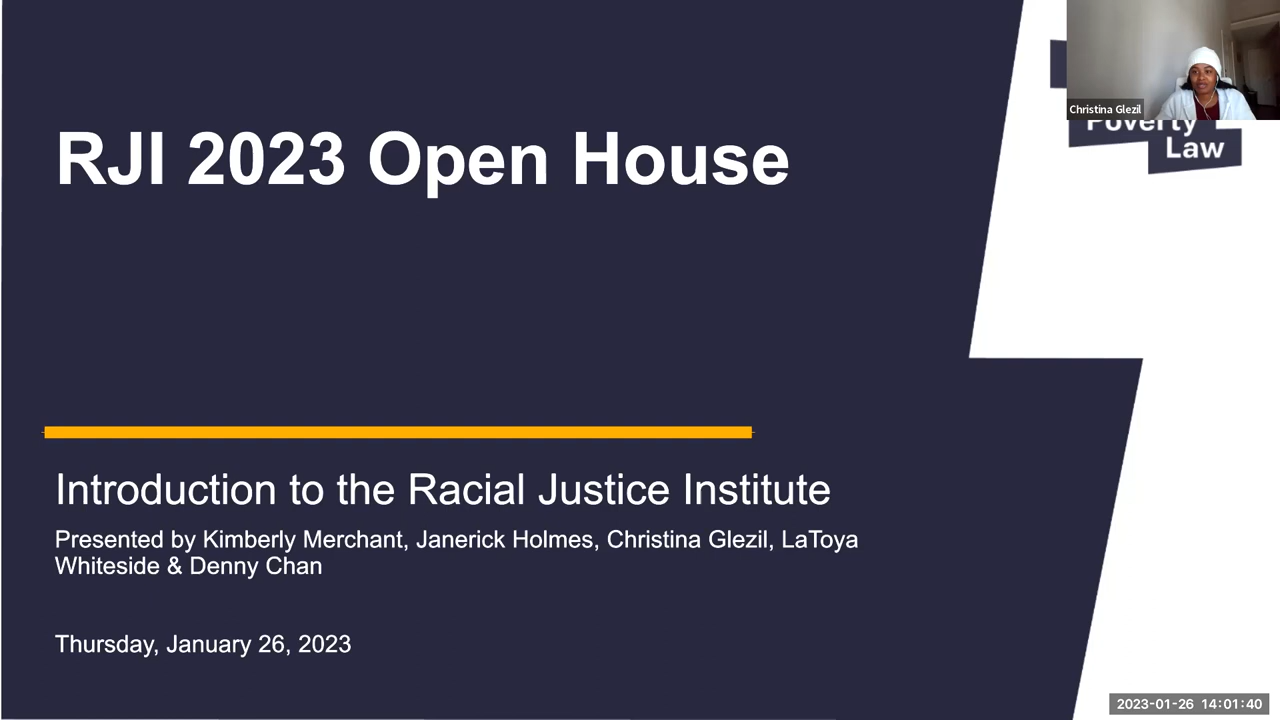 RJI 2023 Open House
Christina Glezil
Poverty
Law
Introduction to the Racial Justice Institute
Presented by Kimberly Merchant, Janerick Holmes, Christina Glezil, LaToya
Whiteside & Denny Chan
Thursday, January 26, 2023
2023-01-26 14:01:40